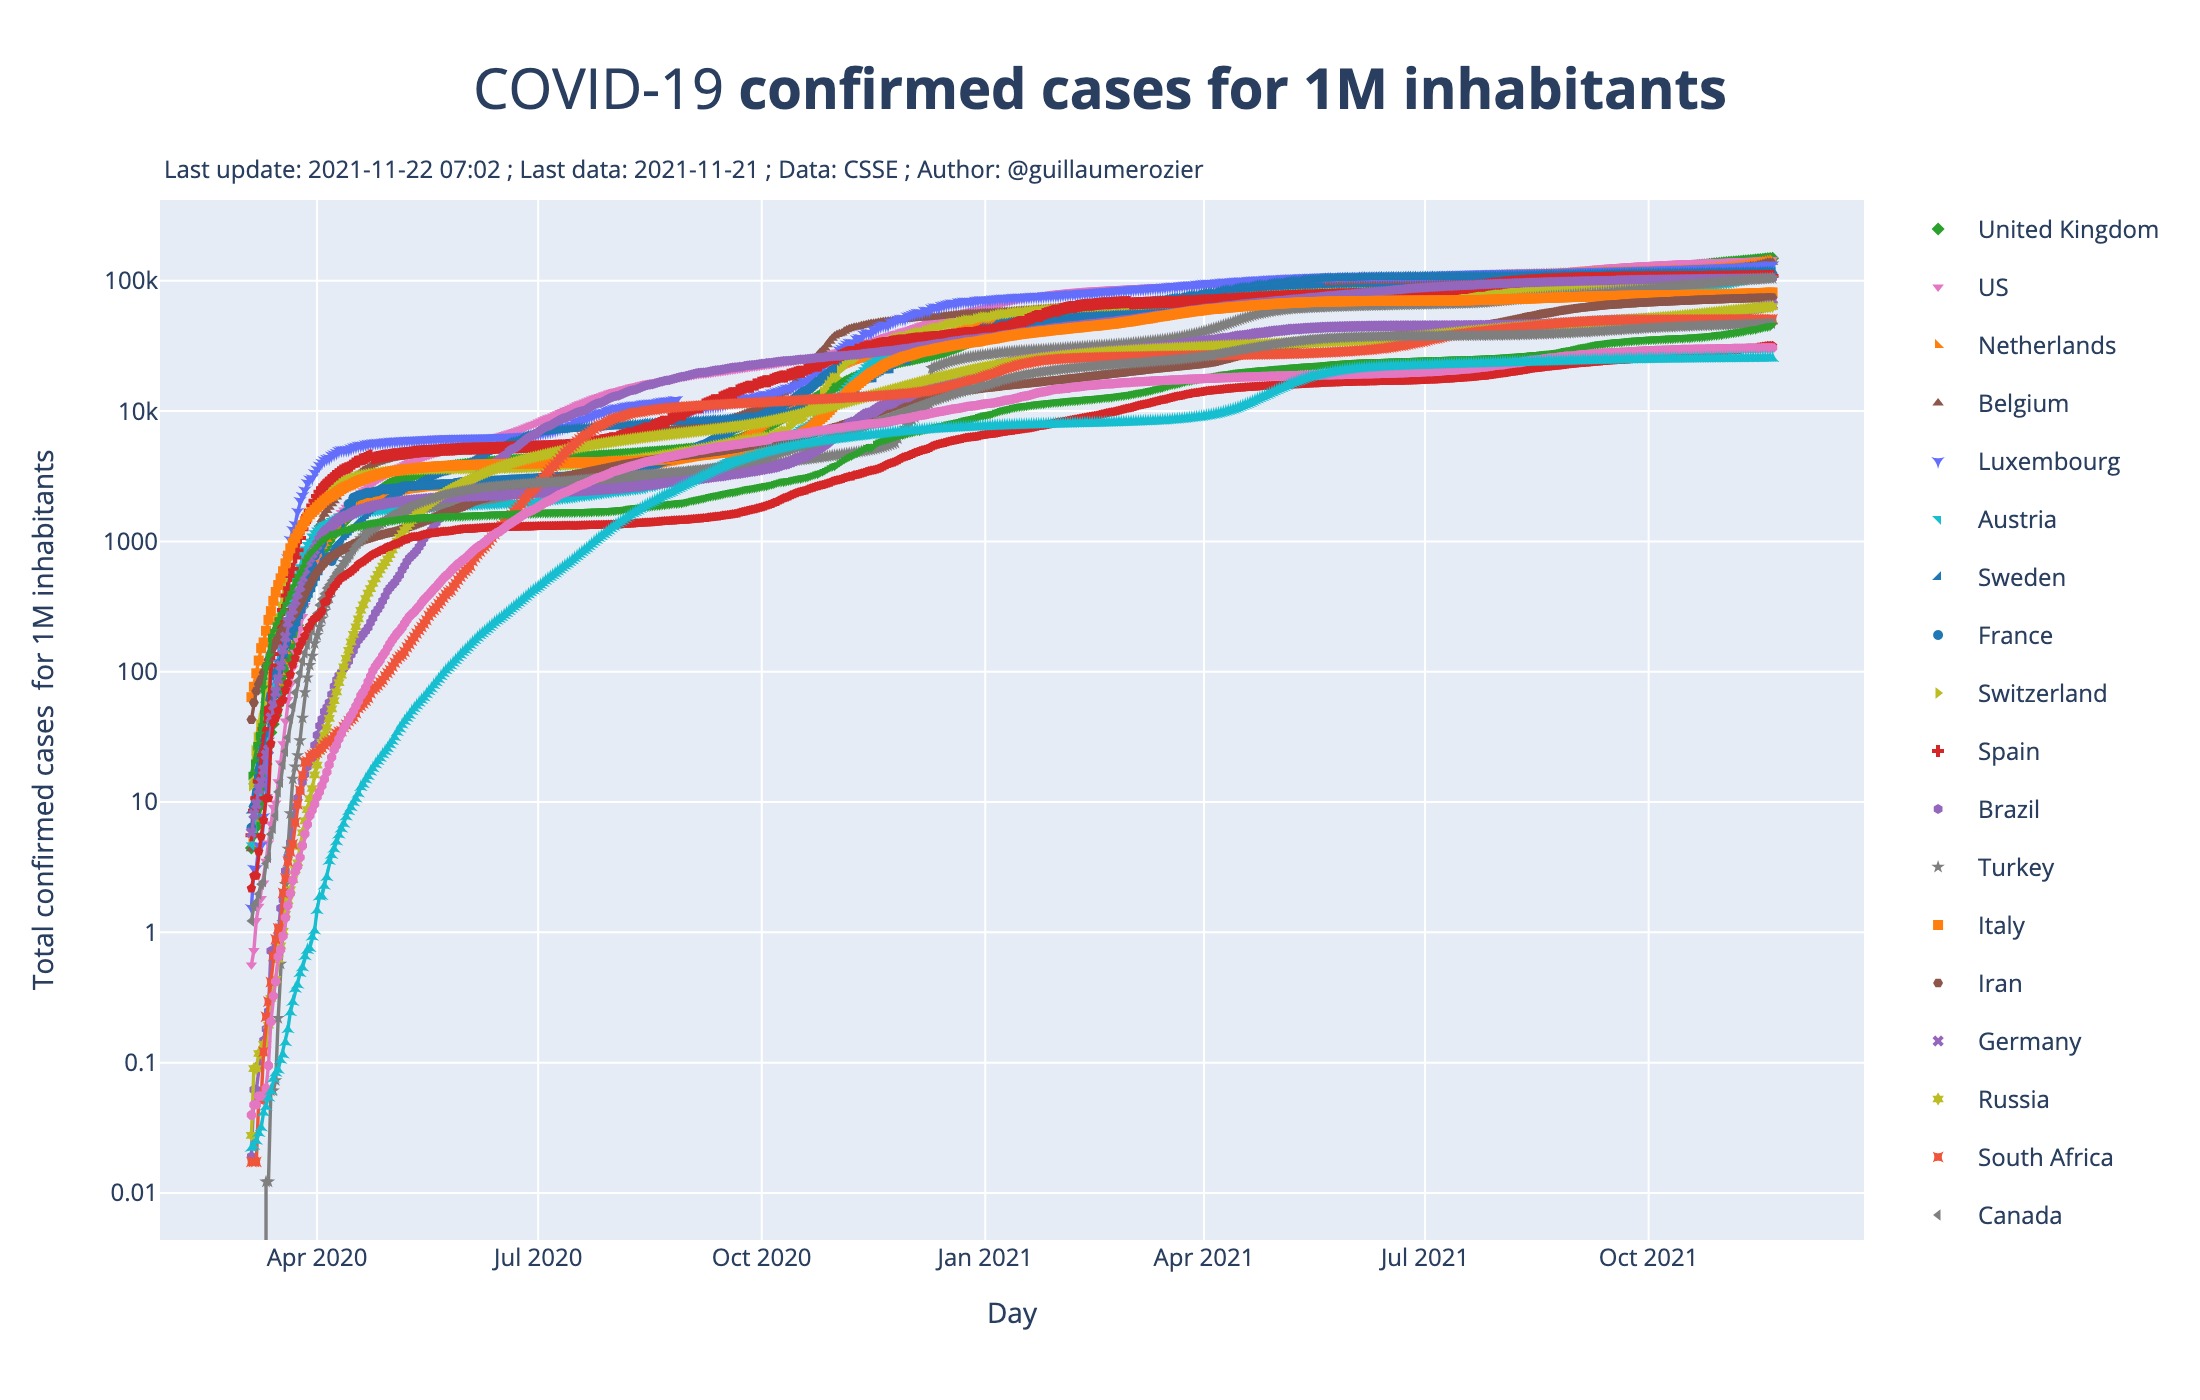 COVID-19 confirmed cases for 1M inhabitants
Last update: 2021-11-22 07:02 ; Last data: 2021-11-21 ; Data: CSSE ; Author: @guillaumerozier
Total confirmed cases for 1M inhabitants
100k
10k
1000
100
10
1
0.1
0.01
Apr 2020
Jul 2020
Oct 2020
Jan 2021
Apr 2021
Jul 2021
Oct 2021
Day
United Kingdom
US
Netherlands
Belgium
Luxembourg
Austria
Sweden
France
Switzerland
Spain
Brazil
Turkey
Italy
Iran
Germany
Russia
South Africa
Canada